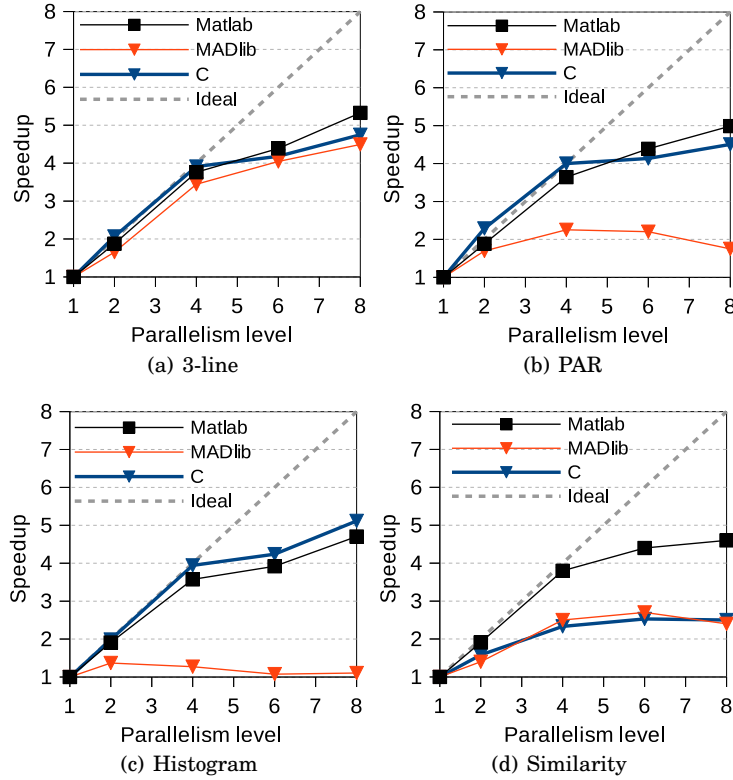 8
7
6
5
4
3
2
1
Speedup
Matlab
MADlib
C
Ideal
1 2 3 4 5 6 7 8
Parallelism level
(a) 3-line
8
7
6
5
4
3
2
1
Speedup
Matlab
MADlib
C
Ideal
1 2 3 4 5 6 7 8
Parallelism level
(b) PAR
8
7
6
5
4
3
2
1
Speedup
Matlab
MADlib
C
Ideal
1 2 3 4 5 6 7 8
Parallelism level
(c) Histogram
8
7
6
5
4
3
2
1
Speedup
Matlab
MADlib
C
Ideal
1 2 3 4 5 6 7 8
Parallelism level
(d) Similarity